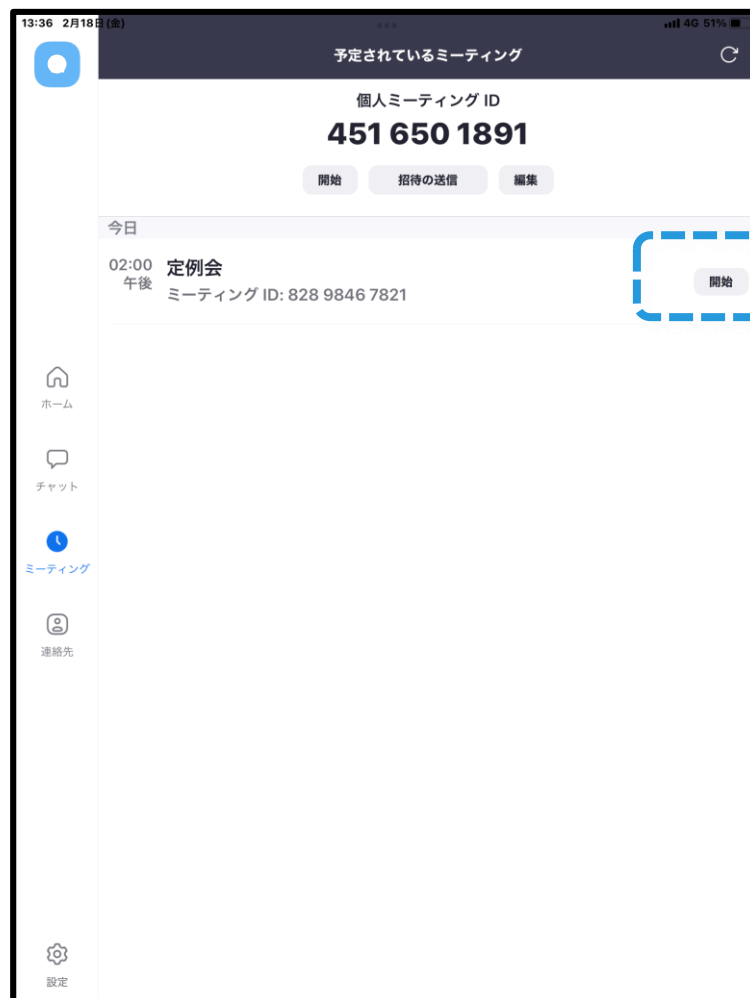 13:36 2月18日(金)
4G 51%
予定されているミーティング
個人ミーティング ID
451 650 1891
開始 招待の送信 編集
今日
02:00 午後
定例会
ミーティング ID: 828 9846 7821
開始
ホーム
チャット
ミーティング
連絡先
設定